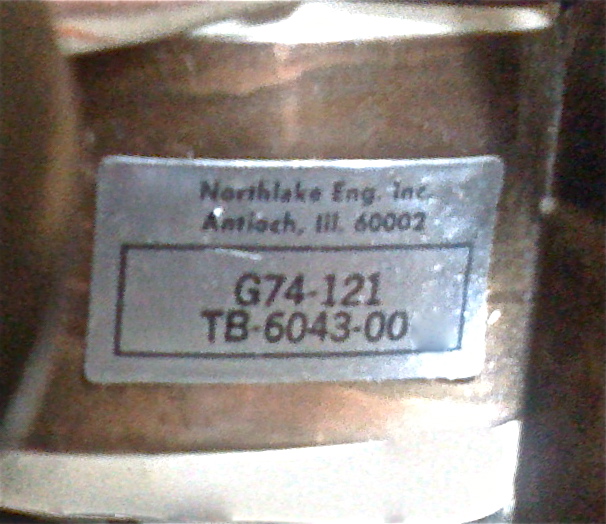 Northlake Eng. Inc.
Antioch, Ill. 60002
G74-121
TB-6043-00